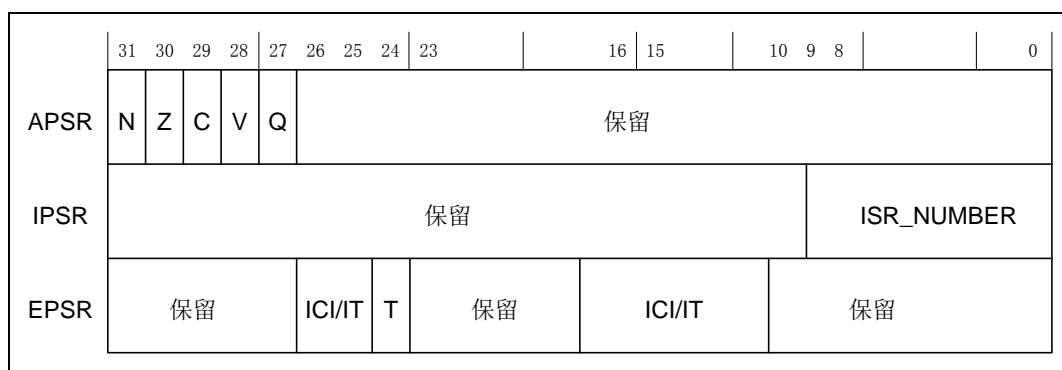 31 30 29 28 27 26 25 24 23 16 15 10 9 8 0
APSR N Z C V Q 保留
IPSR 保留 ISR_NUMBER
EPSR 保留 ICI/IT T 保留 ICI/IT 保留